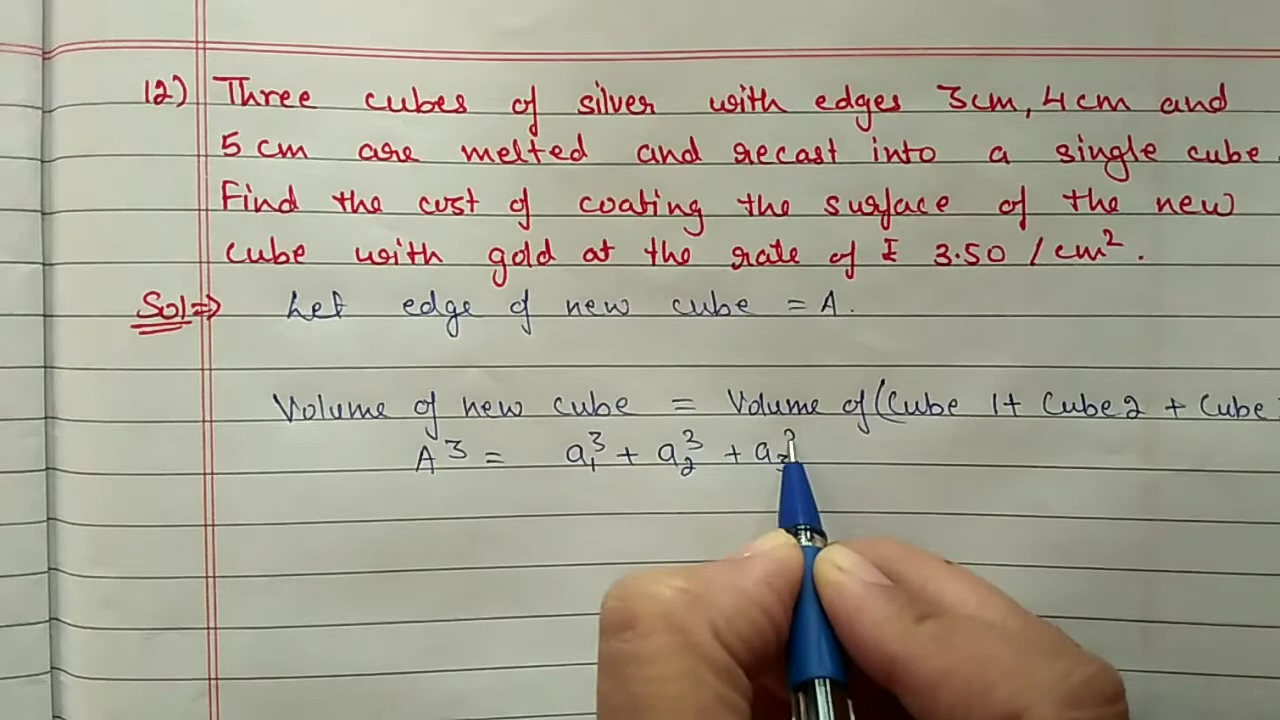 12) Three cubes of silver with edges 3cm, 4cm and
5 cm are melted and recast into a single cube.
Find the cost of coating the surface of the new
cube with gold at the rate of ₹ 3.50 / cm².
Sol ⇒ Let edge of new cube = A.
Volume of new cube = Volume of (Cube 1 + Cube 2 + Cube
A³ = a₁³ + a₂³ + a₃